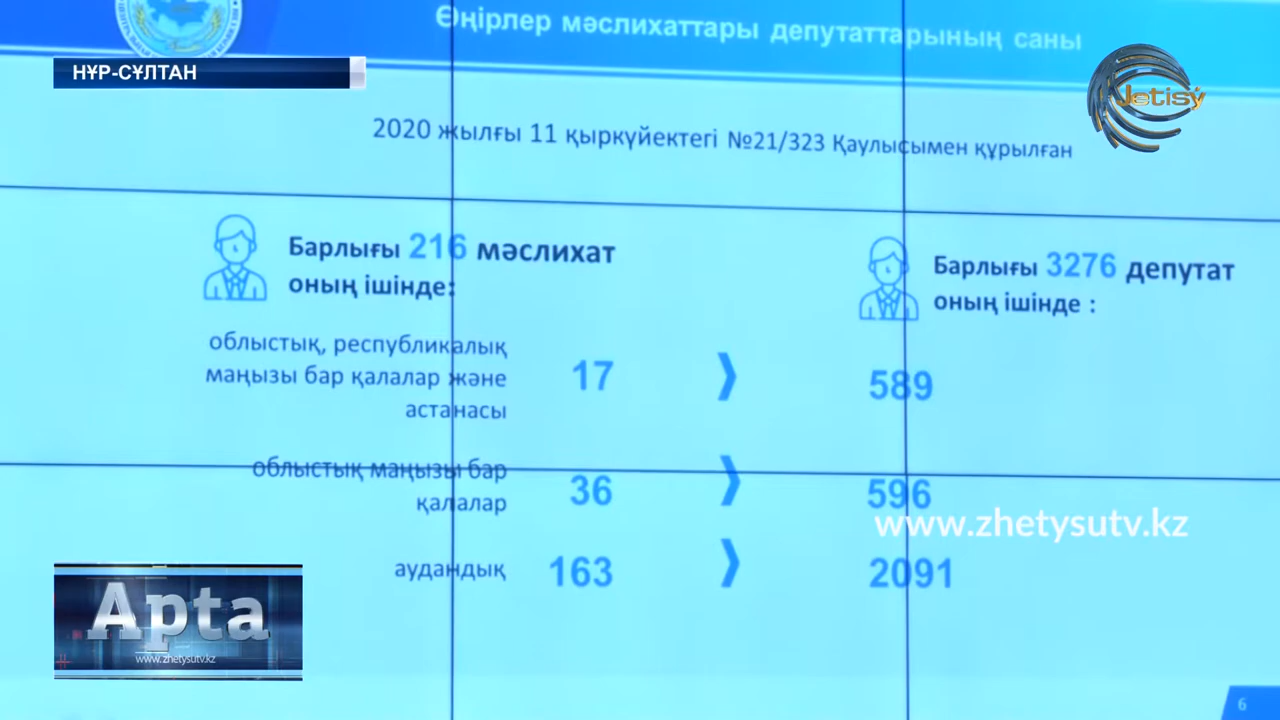 Өңірлер мәслихаттары депутаттарының саны
НҰР-СҰЛТАН
Jetisý
2020 жылғы 11 қыркүйектегі №21/323 Қаулысымен құрылған
Барлығы 216 мәслихат
оның ішінде:
Барлығы 3276 депутат
оның ішінде :
облыстық, республикалық
маңызы бар қалалар және
астанасы
17
589
облыстық маңызы бар
қалалар
36
596
www.zhetysutv.kz
аудандық
163
2091
Apta
www.zhetysutv.kz
6